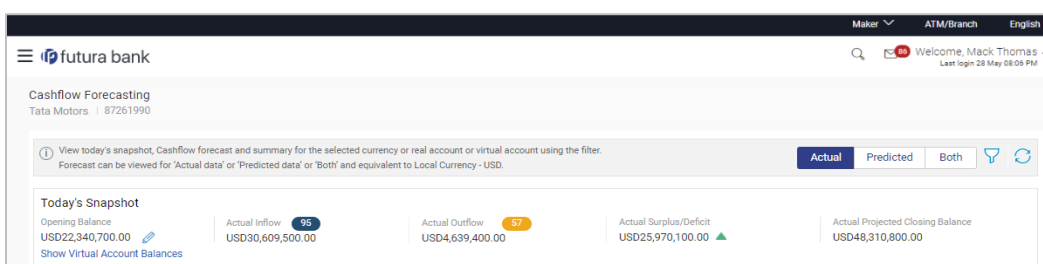 Maker ATM/Branch English
futura bank
86 Welcome, Mack Thomas
Last login 28 May 08:06 PM
Cashflow Forecasting
Tata Motors | 87261990
View today's snapshot, Cashflow forecast and summary for the selected currency or real account or virtual account using the filter.
Forecast can be viewed for 'Actual data' or 'Predicted data' or 'Both' and equivalent to Local Currency - USD.
Actual Predicted Both
Today's Snapshot
Opening Balance Actual Inflow 95 Actual Outflow 57 Actual Surplus/Deficit Actual Projected Closing Balance
USD22,340,700.00 USD30,609,500.00 USD4,639,400.00 USD25,970,100.00 USD48,310,800.00
Show Virtual Account Balances